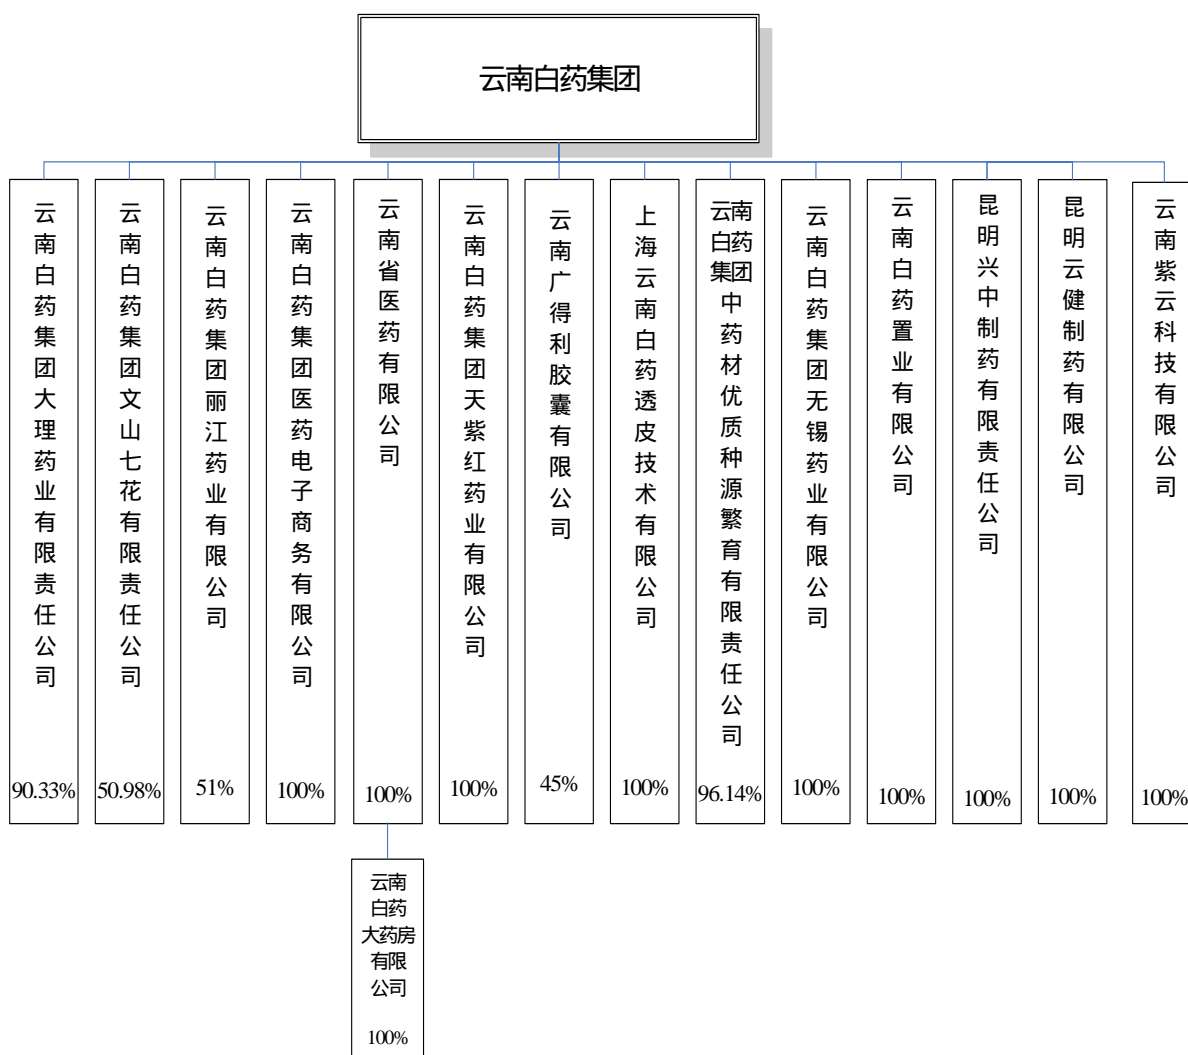 云南白药集团
云南白药集团大理药业有限责任公司
90.33%
云南白药集团文山七花有限责任公司
50.98%
云南白药集团丽江药业有限公司
51%
云南白药集团医药电子商务有限公司
100%
云南省医药有限公司
100%
云南白药集团天紫红药业有限公司
100%
云南广得利胶囊有限公司
45%
上海云南白药透皮技术有限公司
100%
云南
白药
集团
中药材优质种源繁育有限责任公司
96.14%
云南白药集团无锡药业有限公司
100%
云南白药置业有限公司
100%
昆明兴中制药有限责任公司
100%
昆明云健制药有限公司
100%
云南紫云科技有限公司
100%
云南
白药
大药房
有限
公司
100%